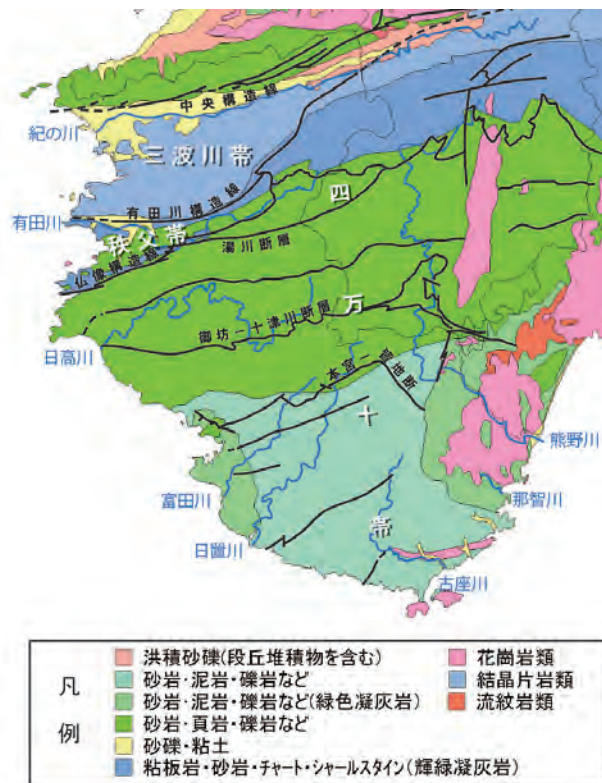 中央構造線
紀の川
三波川帯
有田川構造線
有田川
四
秩父帯
湯川断層
仏像構造線
万
御坊－十津川断層
日高川
本宮－皆地断
十
熊野川
富田川
那智川
帯
日置川
古座川
凡例
洪積砂礫(段丘堆積物を含む)
砂岩･泥岩･礫岩など
砂岩･泥岩･礫岩など(緑色凝灰岩)
砂岩･頁岩･礫岩など
砂礫･粘土
粘板岩･砂岩･チャート･シャールスタイン(輝緑凝灰岩)
花崗岩類
結晶片岩類
流紋岩類